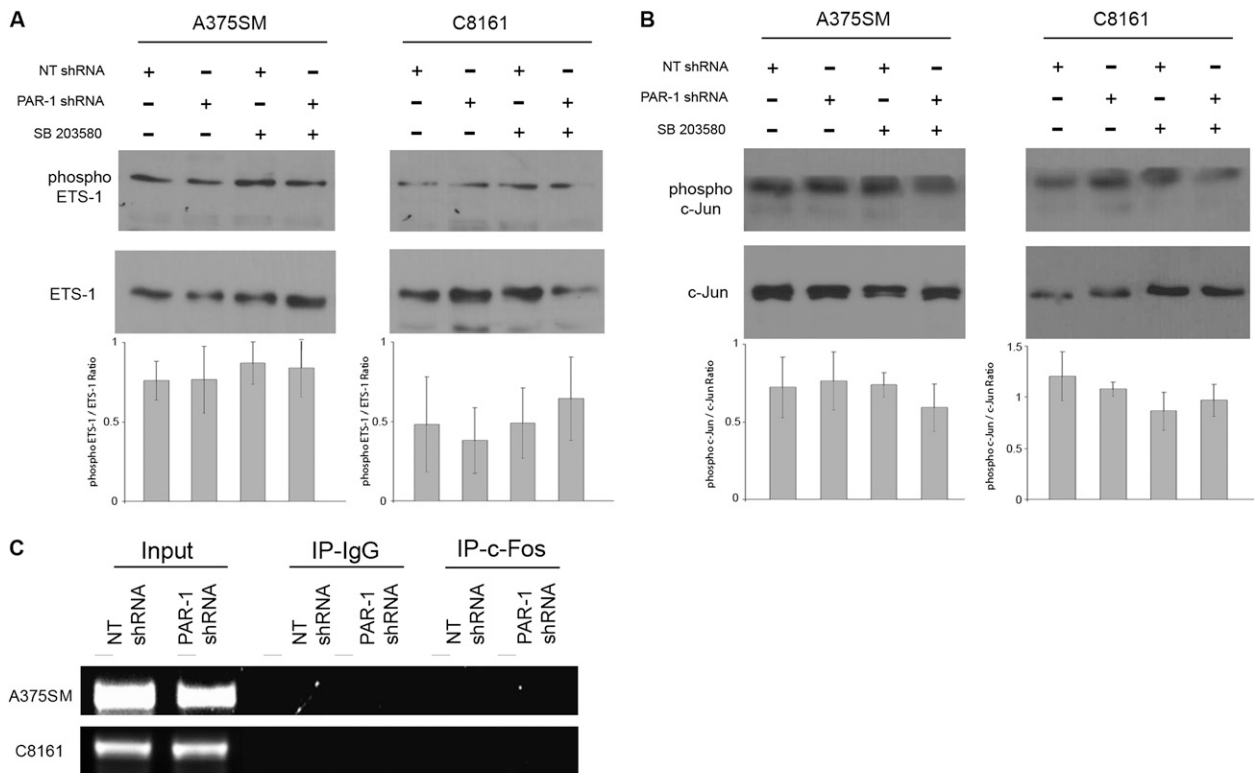 A
A375SM
C8161
NT shRNA + - + - + - + -
PAR-1 shRNA - + - + - + - +
SB 203580 - - + + - - + +
phospho
ETS-1
ETS-1
phospho ETS-1 / ETS-1 Ratio
1
0.5
0
phospho ETS-1 / ETS-1 Ratio
1
0.5
0
B
A375SM
C8161
NT shRNA + - + - + - + -
PAR-1 shRNA - + - + - + - +
SB 203580 - - + + - - + +
phospho
c-Jun
c-Jun
phospho c-Jun / c-Jun Ratio
1
0.5
0
phospho c-Jun / c-Jun Ratio
1.5
1
0.5
0
C
Input
IP-IgG
IP-c-Fos
NT
shRNA
PAR-1
shRNA
NT
shRNA
PAR-1
shRNA
NT
shRNA
PAR-1
shRNA
A375SM
C8161